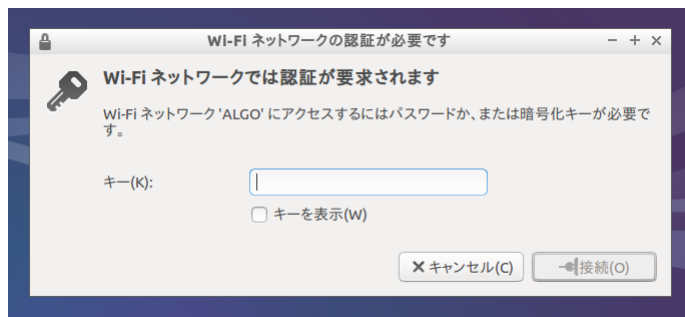 Wi-Fi ネットワークの認証が必要です
Wi-Fi ネットワークでは認証が要求されます
Wi-Fi ネットワーク 'ALGO' にアクセスするにはパスワードか、または暗号化キーが必要で
す。
キー(K):
キーを表示(W)
キャンセル(C) 接続(O)